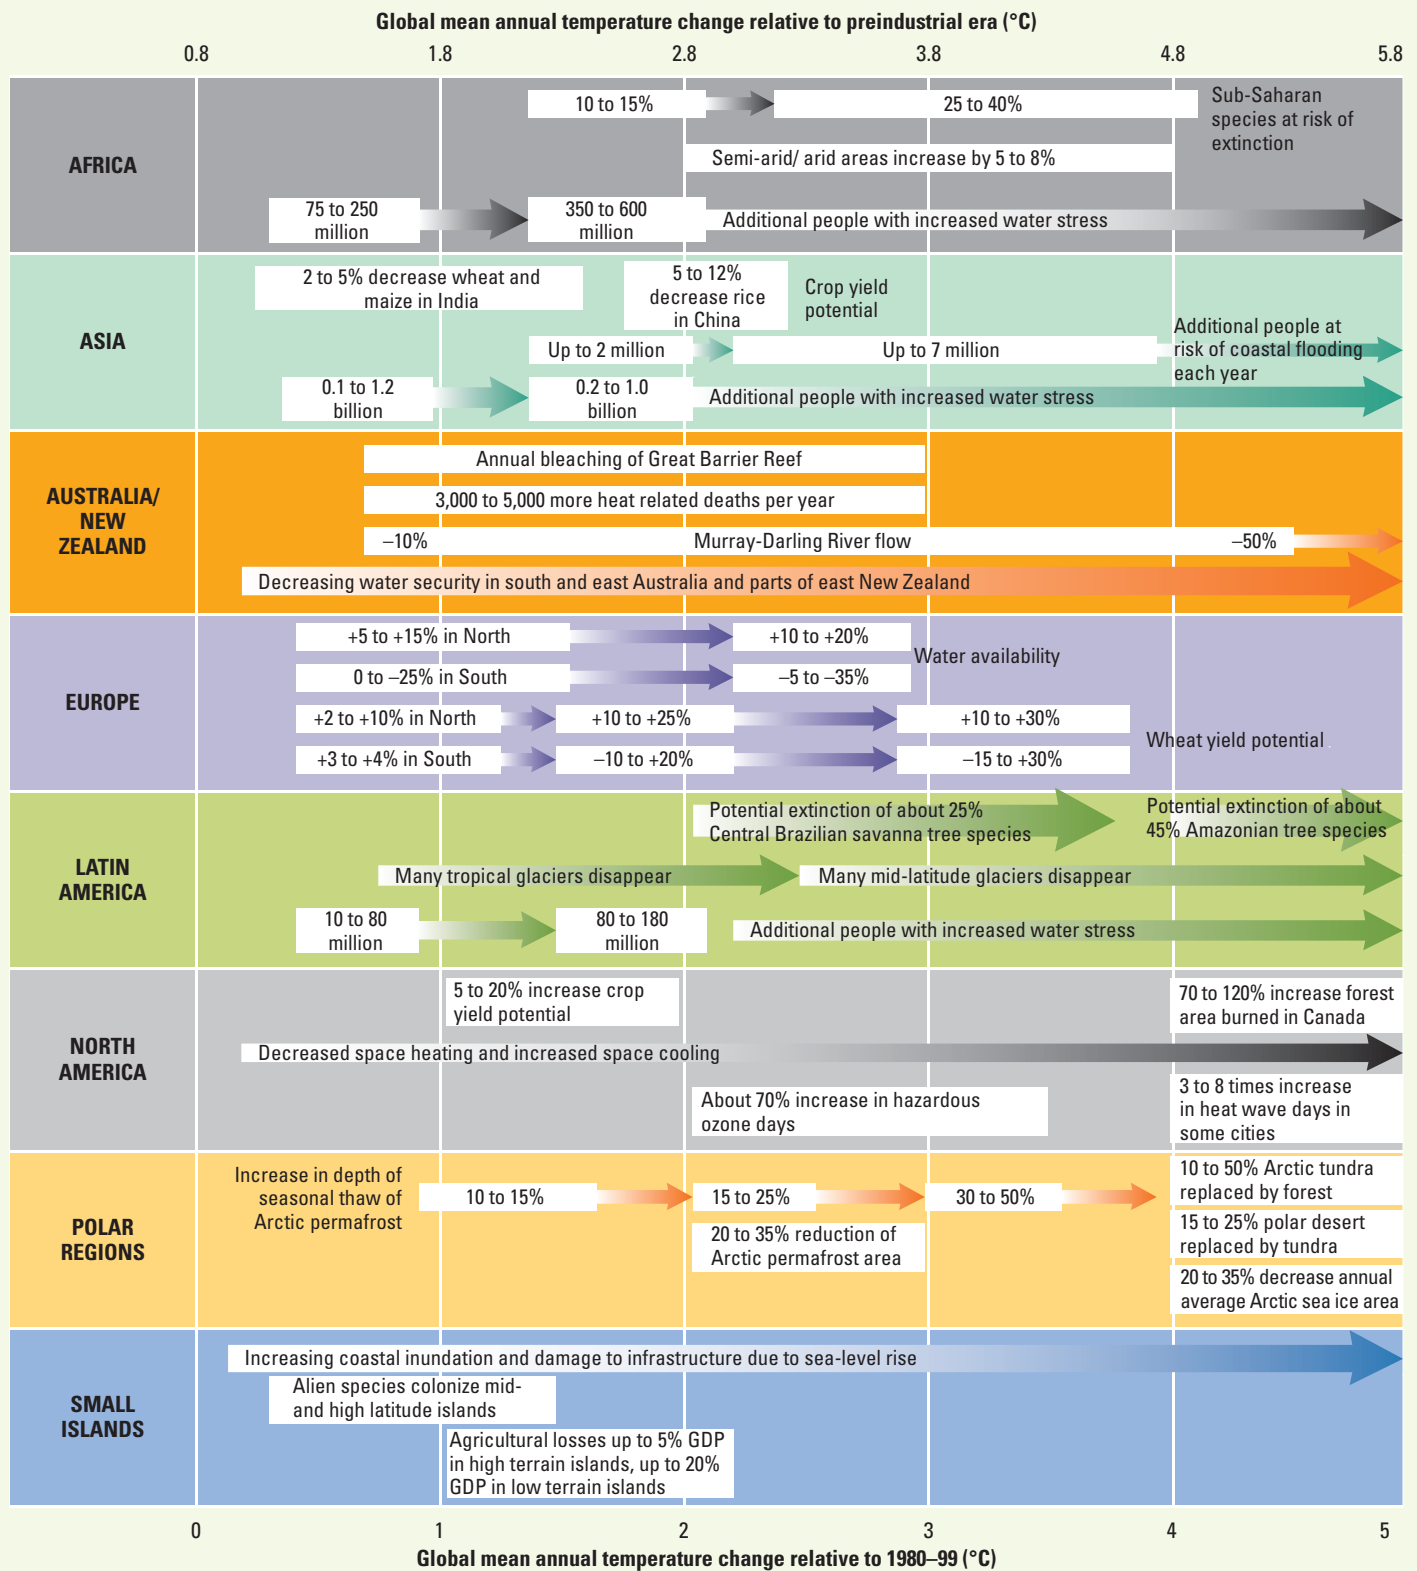 Global mean annual temperature change relative to preindustrial era (°C)
0.8 1.8 2.8 3.8 4.8 5.8
AFRICA
10 to 15%
25 to 40%
Sub-Saharan
species at risk of
extinction
Semi-arid/ arid areas increase by 5 to 8%
75 to 250
million
350 to 600
million
Additional people with increased water stress
ASIA
2 to 5% decrease wheat and
maize in India
5 to 12%
decrease rice
in China
Crop yield
potential
Up to 2 million
Up to 7 million
Additional people at
risk of coastal flooding
each year
0.1 to 1.2
billion
0.2 to 1.0
billion
Additional people with increased water stress
AUSTRALIA/
NEW
ZEALAND
Annual bleaching of Great Barrier Reef
3,000 to 5,000 more heat related deaths per year
–10% Murray-Darling River flow –50%
Decreasing water security in south and east Australia and parts of east New Zealand
EUROPE
+5 to +15% in North
+10 to +20%
Water availability
0 to –25% in South
–5 to –35%
+2 to +10% in North
+10 to +25%
+10 to +30%
Wheat yield potential
+3 to +4% in South
–10 to +20%
–15 to +30%
LATIN
AMERICA
Potential extinction of about 25%
Central Brazilian savanna tree species
Potential extinction of about
45% Amazonian tree species
Many tropical glaciers disappear
Many mid-latitude glaciers disappear
10 to 80
million
80 to 180
million
Additional people with increased water stress
NORTH
AMERICA
5 to 20% increase crop
yield potential
70 to 120% increase forest
area burned in Canada
Decreased space heating and increased space cooling
About 70% increase in hazardous
ozone days
3 to 8 times increase
in heat wave days in
some cities
POLAR
REGIONS
Increase in depth of
seasonal thaw of
Arctic permafrost
10 to 15%
15 to 25%
30 to 50%
10 to 50% Arctic tundra
replaced by forest
20 to 35% reduction of
Arctic permafrost area
15 to 25% polar desert
replaced by tundra
20 to 35% decrease annual
average Arctic sea ice area
SMALL
ISLANDS
Increasing coastal inundation and damage to infrastructure due to sea-level rise
Alien species colonize mid-
and high latitude islands
Agricultural losses up to 5% GDP
in high terrain islands, up to 20%
GDP in low terrain islands
0 1 2 3 4 5
Global mean annual temperature change relative to 1980–99 (°C)